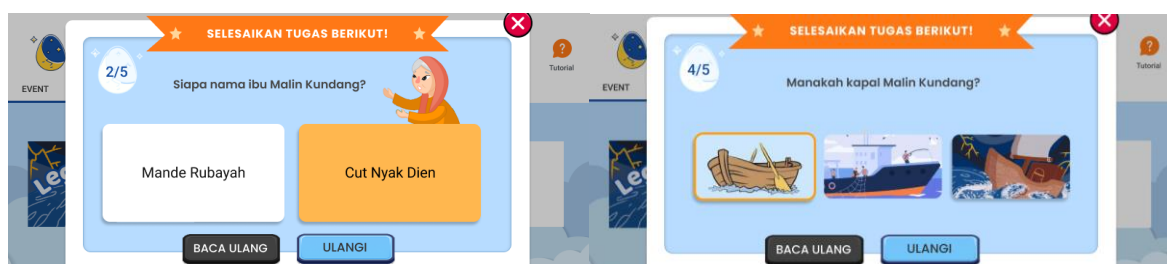 SELESAIKAN TUGAS BERIKUT!
2/5
Siapa nama ibu Malin Kundang?
EVENT
Tutorial
Mande Rubayah
Cut Nyak Dien
BACA ULANG
ULANGI
SELESAIKAN TUGAS BERIKUT!
4/5
Manakah kapal Malin Kundang?
EVENT
Tutorial
BACA ULANG
ULANGI